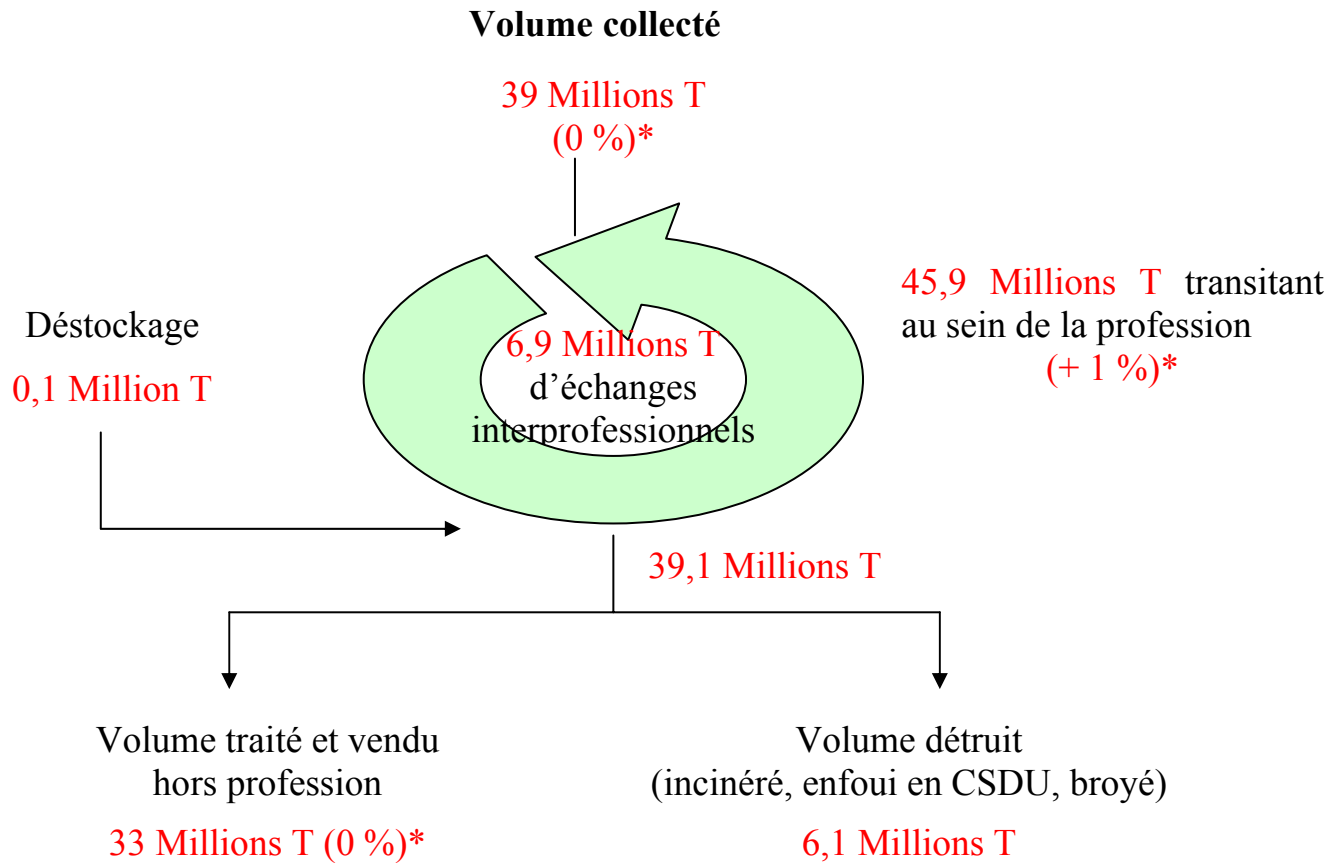 Volume collecté
39 Millions T
(0 %)*
Déstockage
0,1 Million T
6,9 Millions T
d’échanges
interprofessionnels
45,9 Millions T transitant
au sein de la profession
(+ 1 %)*
39,1 Millions T
Volume traité et vendu
hors profession
33 Millions T (0 %)*
Volume détruit
(incinéré, enfoui en CSDU, broyé)
6,1 Millions T